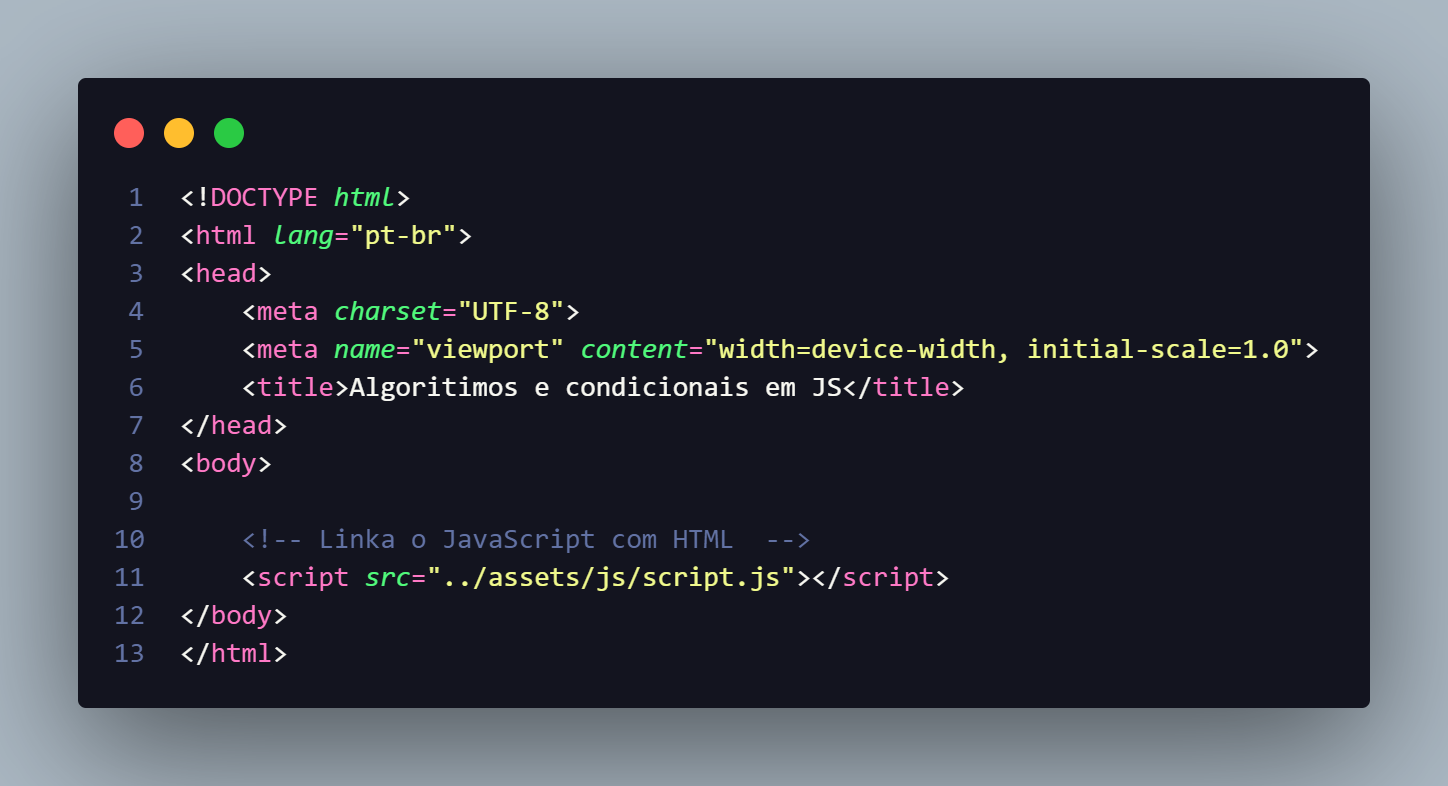 1 <!DOCTYPE html>
2 <html lang="pt-br">
3 <head>
4     <meta charset="UTF-8">
5     <meta name="viewport" content="width=device-width, initial-scale=1.0">
6     <title>Algoritimos e condicionais em JS</title>
7 </head>
8 <body>
9
10     <!-- Linka o JavaScript com HTML  -->
11     <script src="../assets/js/script.js"></script>
12 </body>
13 </html>